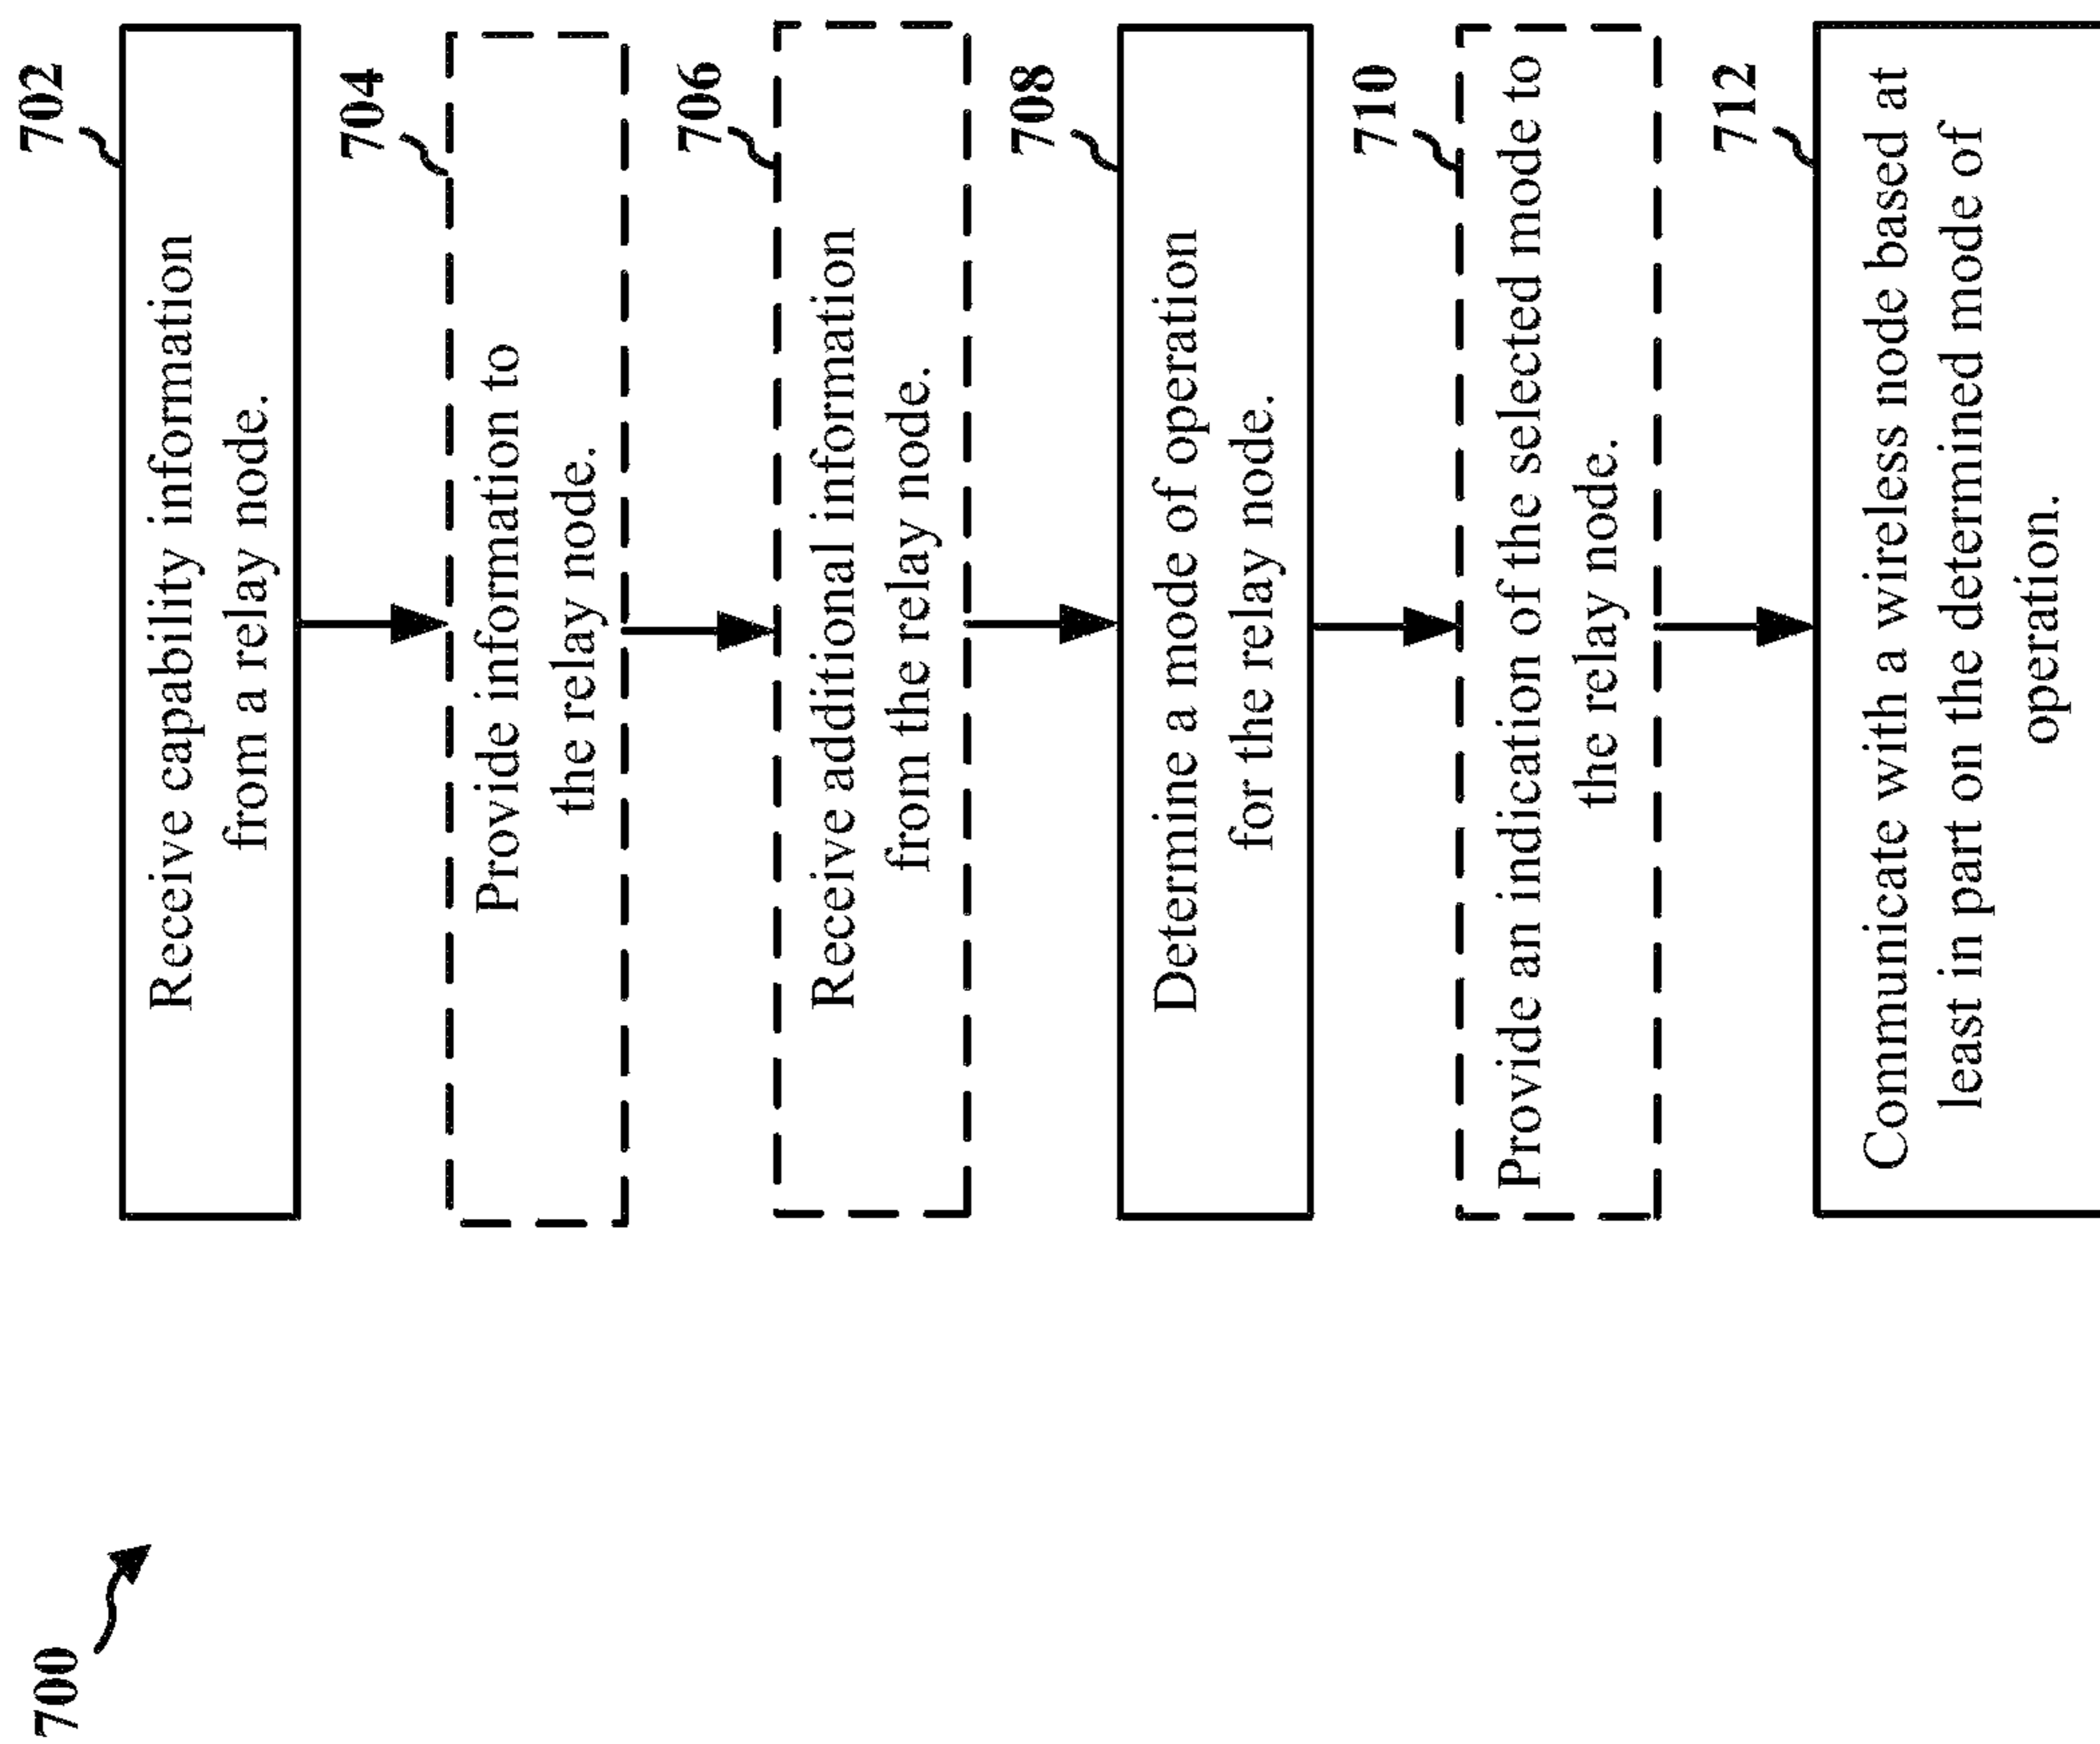 700
702
Receive capability information
from a relay node.
704
Provide information to
the relay node.
706
Receive additional information
from the relay node.
708
Determine a mode of operation
for the relay node.
710
Provide an indication of the selected mode to
the relay node.
712
Communicate with a wireless node based at
least in part on the determined mode of
operation.